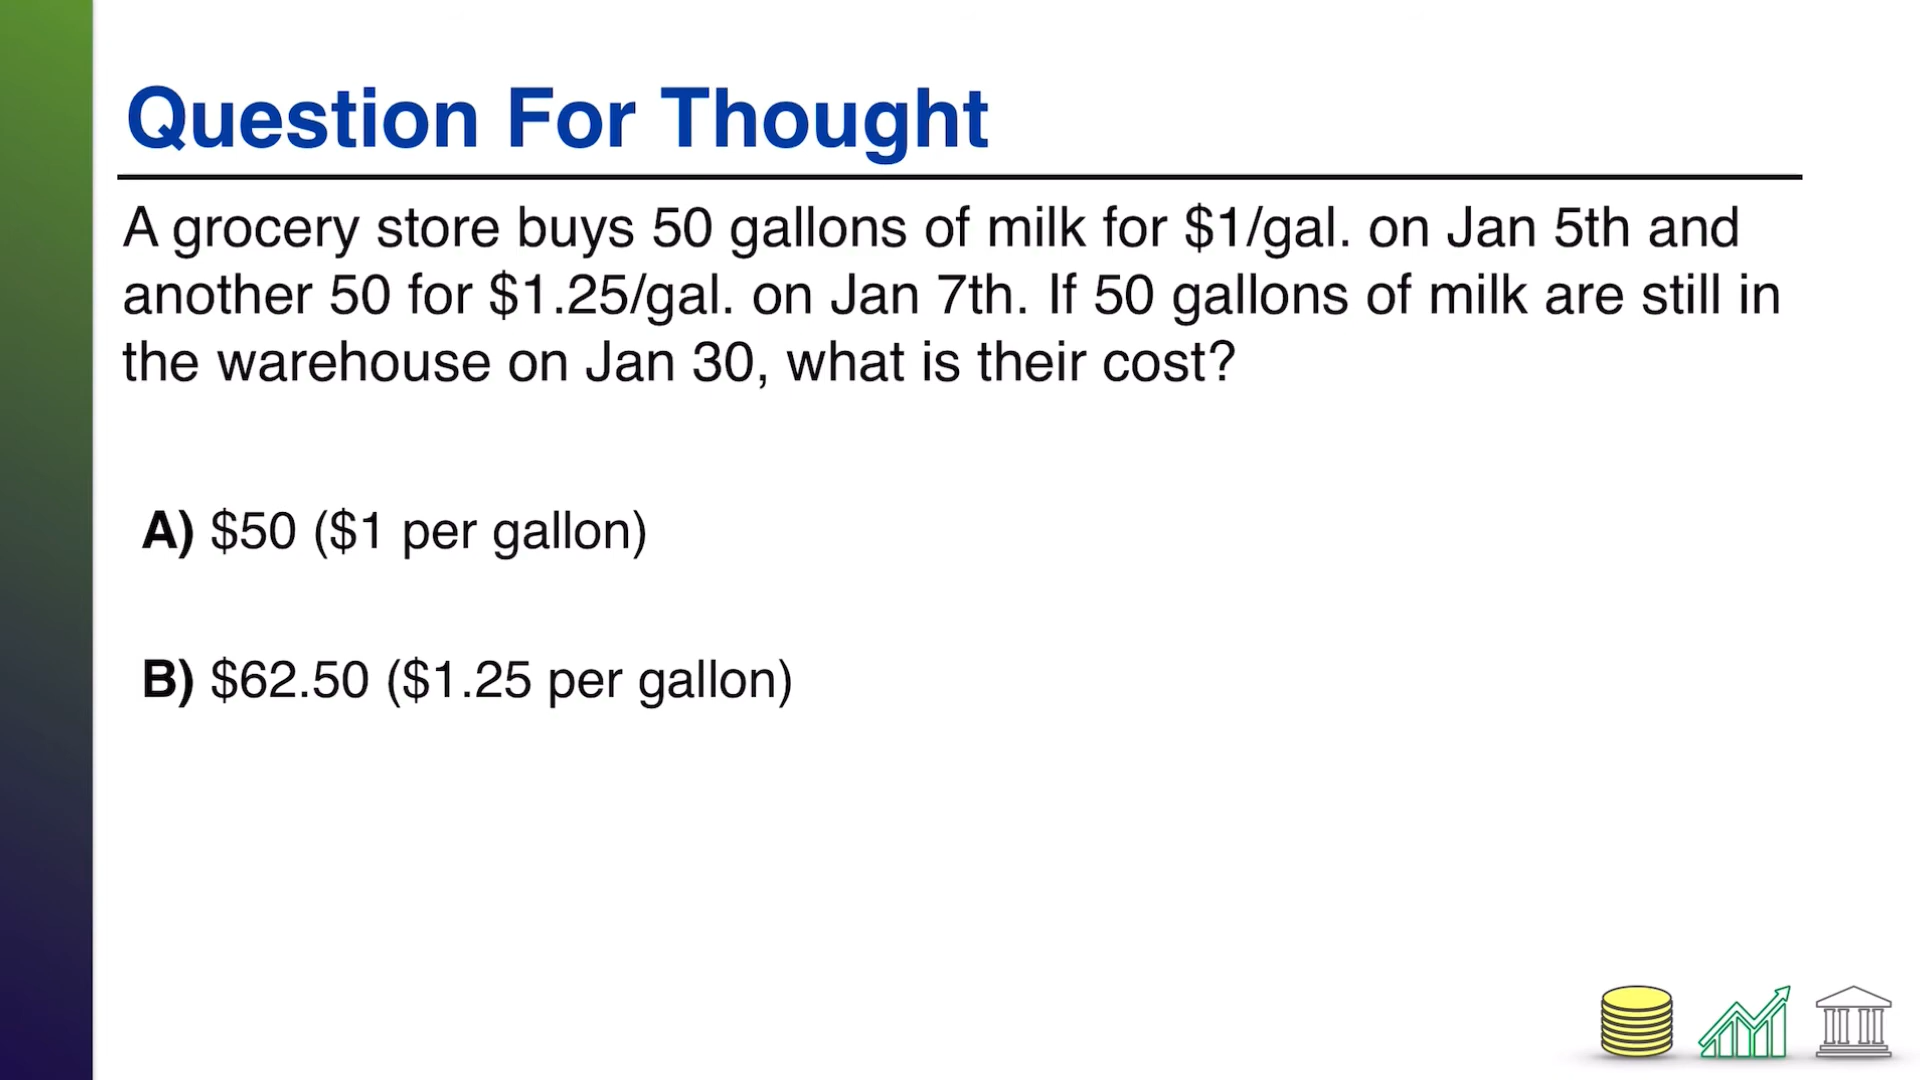 Question For Thought
A grocery store buys 50 gallons of milk for $1/gal. on Jan 5th and
another 50 for $1.25/gal. on Jan 7th. If 50 gallons of milk are still in
the warehouse on Jan 30, what is their cost?
A) $50 ($1 per gallon)
B) $62.50 ($1.25 per gallon)